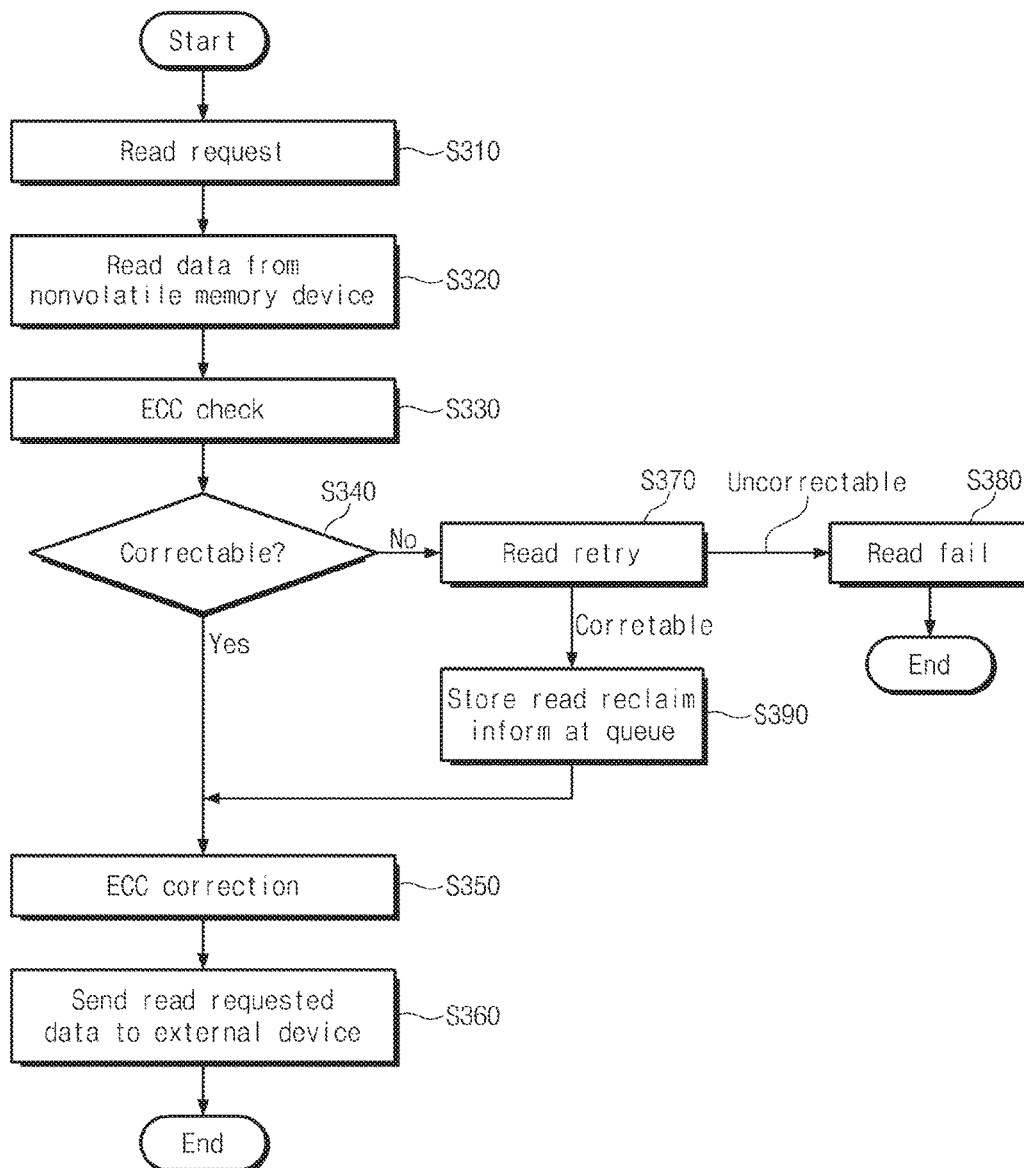 Start
Read request
S310
Read data from
nonvolatile memory device
S320
ECC check
S330
S340
Correctable?
No
Yes
S370
Read retry
Uncorrectable
S380
Read fail
End
Corretable
Store read reclaim
inform at queue
S390
ECC correction
S350
Send read requested
data to external device
S360
End